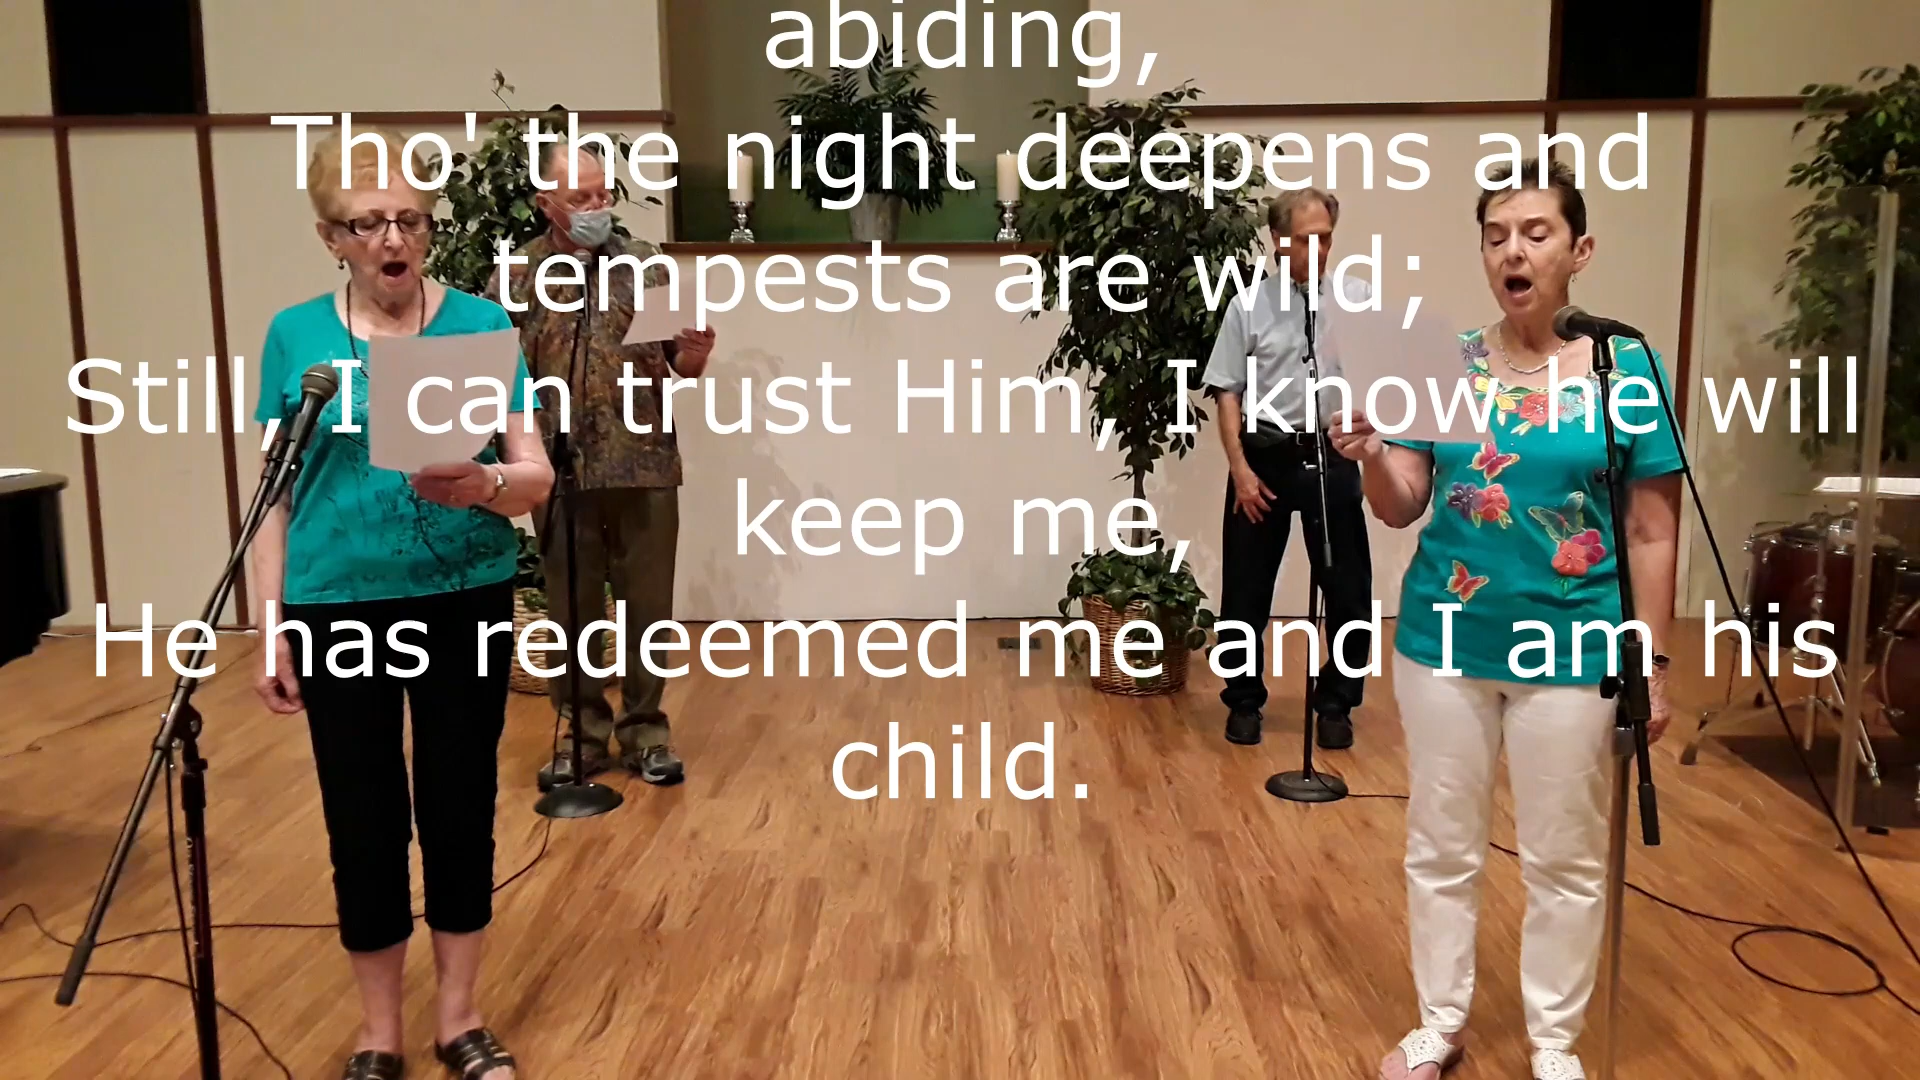 abiding,
Tho' the night deepens and
tempests are wild;
Still, I can trust Him, I know he will
keep me,
He has redeemed me and I am his
child.